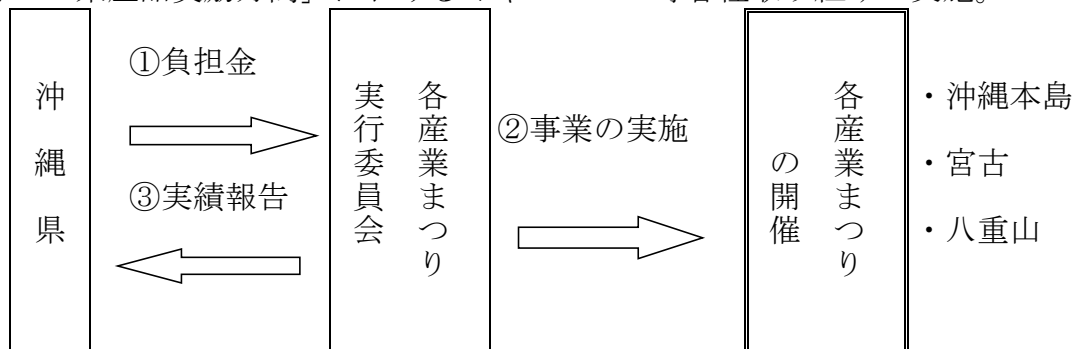 沖縄県
①負担金
③実績報告
各産業まつり
実行委員会
②事業の実施
各産業まつり
の開催
・沖縄本島
・宮古
・八重山